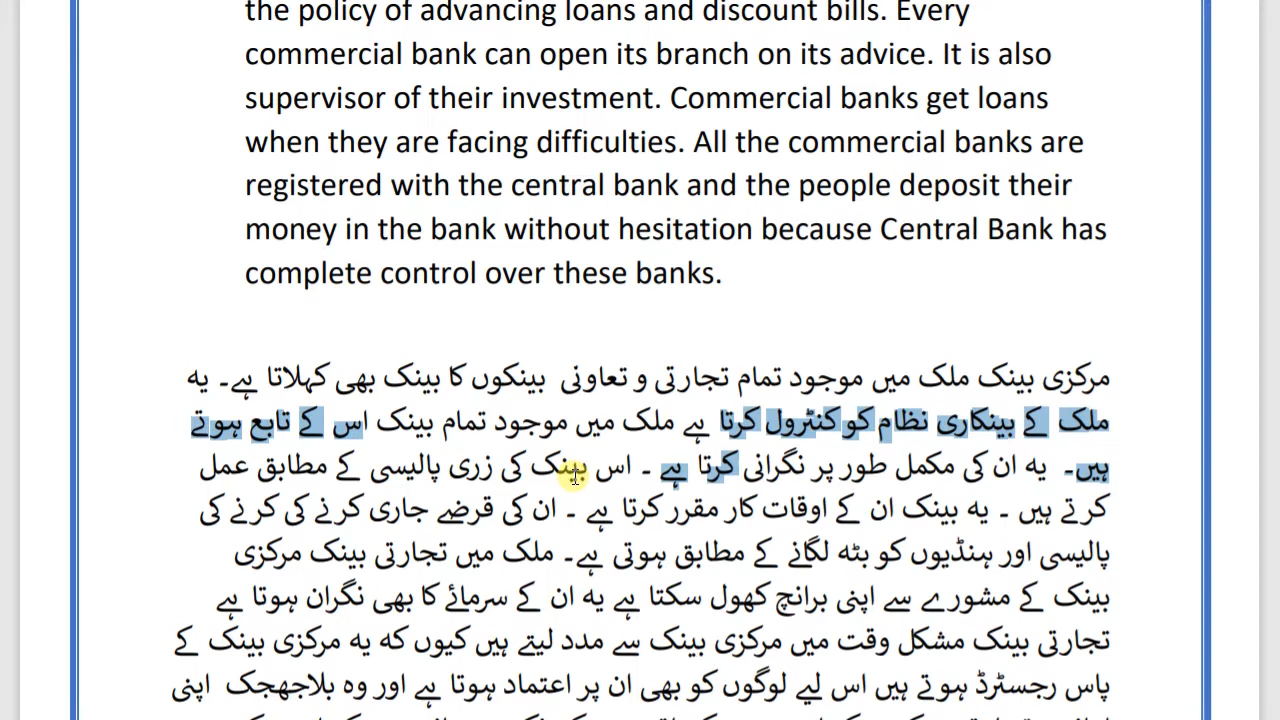 the policy of advancing loans and discount bills. Every
commercial bank can open its branch on its advice. It is also
supervisor of their investment. Commercial banks get loans
when they are facing difficulties. All the commercial banks are
registered with the central bank and the people deposit their
money in the bank without hesitation because Central Bank has
complete control over these banks.
مرکزی بینک ملک میں موجود تمام تجارتی و تعاونی بینکوں کا بینک بھی کہلاتا ہے۔ یہ
ملک کے بینکاری نظام کو کنٹرول کرتا ہے ملک میں موجود تمام بینک اس کے تابع ہوتے
ہیں۔ یہ ان کی مکمل طور پر نگرانی کرتا ہے ۔ اس بینک کی زری پالیسی کے مطابق عمل
کرتے ہیں ۔ یہ بینک ان کے اوقات کار مقرر کرتا ہے ۔ ان کی قرضے جاری کرنے کی کرنے کی
پالیسی اور ہنڈیوں کو بٹہ لگانے کے مطابق ہوتی ہے۔ ملک میں تجارتی بینک مرکزی
بینک کے مشورے سے اپنی برانچ کھول سکتا ہے یہ ان کے سرمائے کا بھی نگران ہوتا ہے
تجارتی بینک مشکل وقت میں مرکزی بینک سے مدد لیتے ہیں کیوں کہ یہ مرکزی بینک کے
پاس رجسٹرڈ ہوتے ہیں اس لیے لوگوں کو بھی ان پر اعتماد ہوتا ہے اور وہ بلاجھجک اپنی